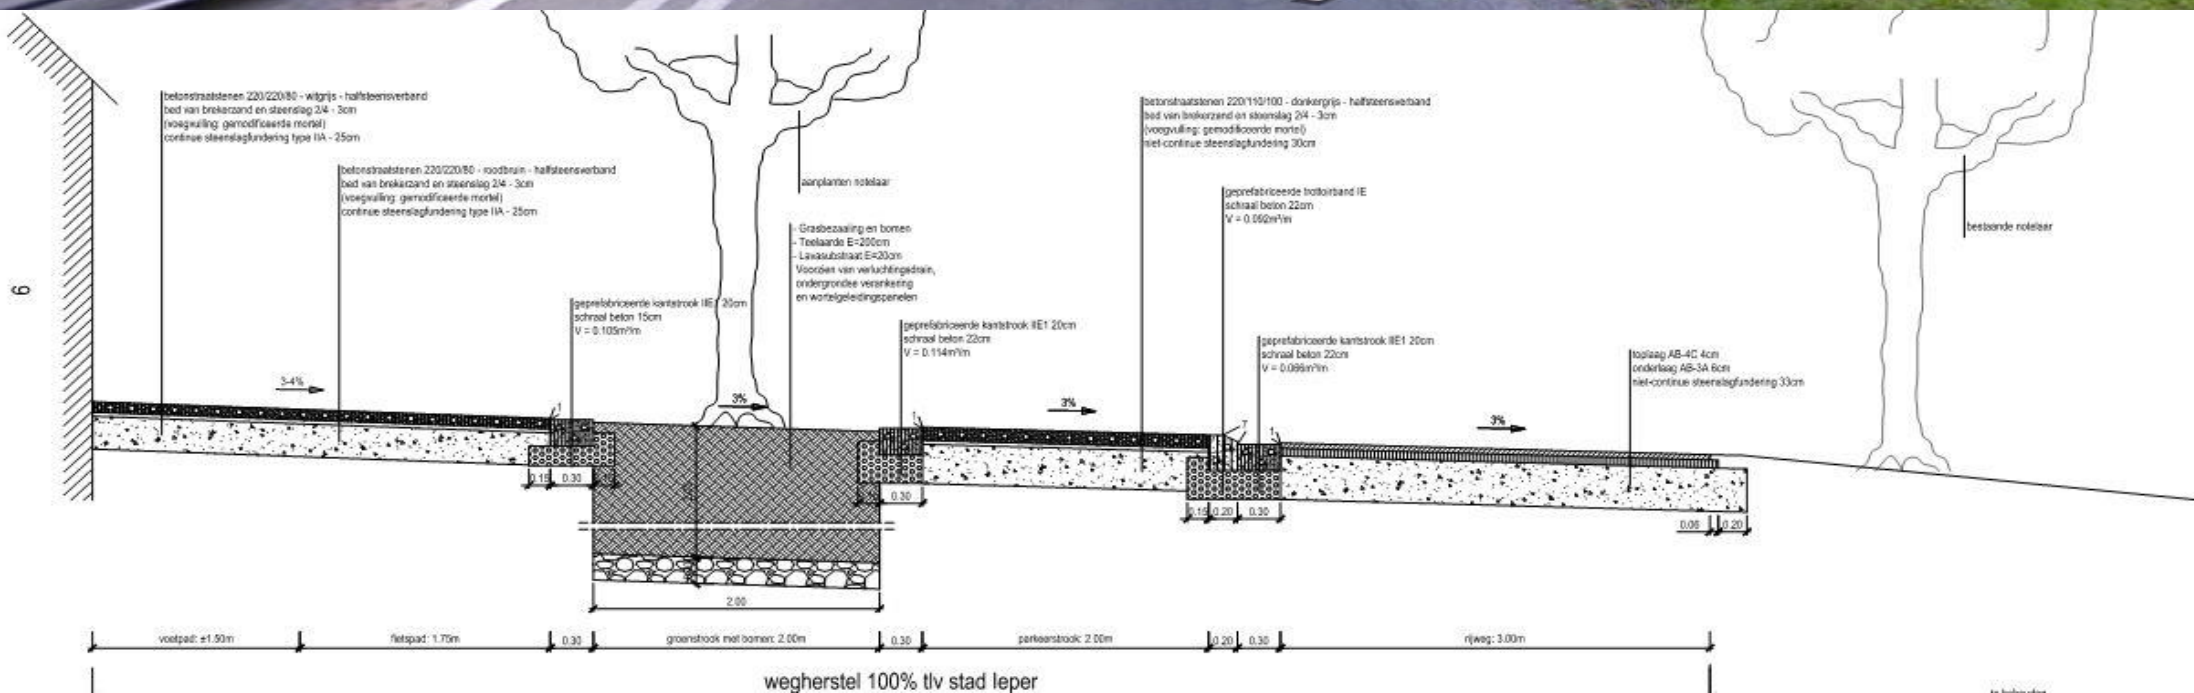 betonstraatstenen 220/220/80 - witgrijs - halfsteensverband
bed van brekerzand en steenslag 2/4 - 3cm
(voegvulling: gemodificeerde mortel)
continue steenslagfundering type IIA - 25cm
betonstraatstenen 220/220/80 - roodbruin - halfsteensverband
bed van brekerzand en steenslag 2/4 - 3cm
(voegvulling: gemodificeerde mortel)
continue steenslagfundering type IIA - 25cm
aanplanten notelaar
- Grasbezaaiing en bomen
- Teelaarde E=200cm
- Lavasubstraat E=20cm
Voorzien van verluchtingsdrain,
ondergrondse verankering
en wortelgeleidingspanelen
betonstraatstenen 220/110/100 - donkergrijs - halfsteensverband
bed van brekerzand en steenslag 2/4 - 3cm
(voegvulling: gemodificeerde mortel)
niet-continue steenslagfundering 30cm
geprefabriceerde trottoirband IE
schraal beton 22cm
V = 0.092m³/m
bestaande notelaar
6
geprefabriceerde kantstrook IIE1 20cm
schraal beton 15cm
V = 0.105m³/m
geprefabriceerde kantstrook IIE1 20cm
schraal beton 22cm
V = 0.114m³/m
geprefabriceerde kantstrook IIE1 20cm
schraal beton 22cm
V = 0.066m³/m
toplaag AB-4C 4cm
onderlaag AB-3A 6cm
niet-continue steenslagfundering 33cm
3-4%
3%
3%
3%
1
1
7
1
0.15
0.30
0.30
0.15
0.20
0.30
0.06
0.20
2.00
voetpad: ±1.50m
fietspad: 1.75m
0.30
groenstrook met bomen: 2.00m
0.30
parkeerstrook: 2.00m
0.20
0.30
rijweg: 3.00m
wegherstel 100% tlv stad Ieper